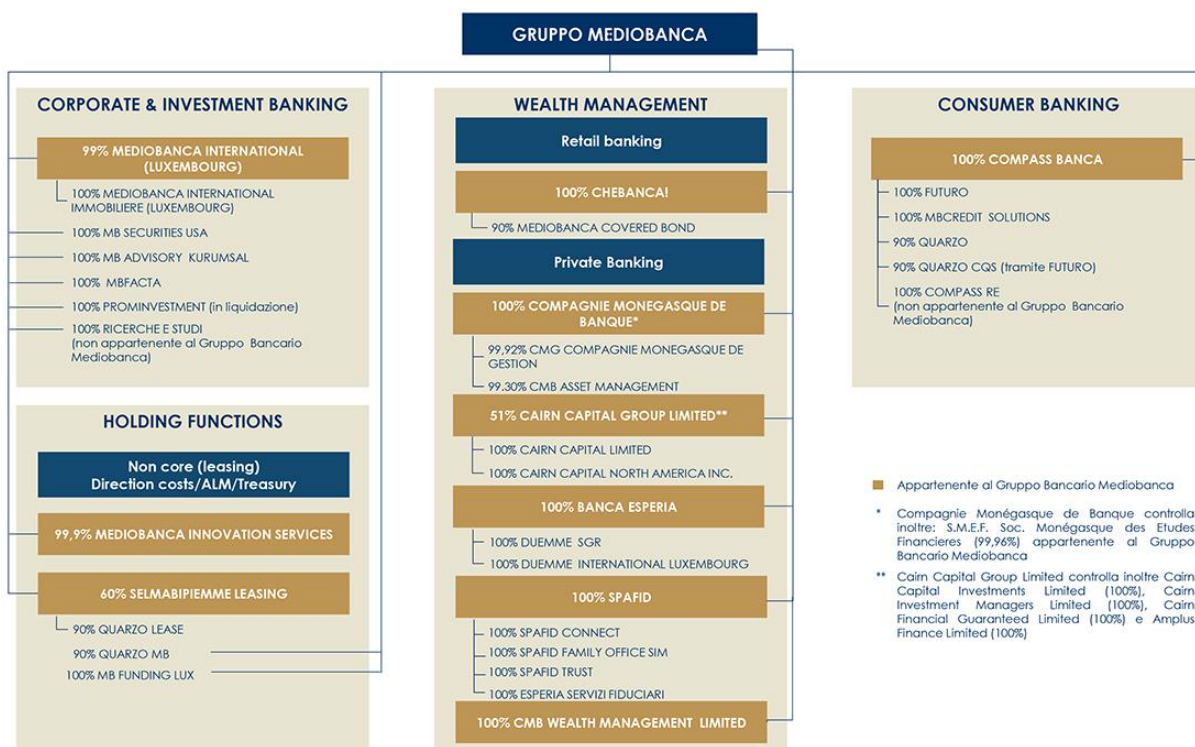 GRUPPO MEDIOBANCA
CORPORATE & INVESTMENT BANKING
99% MEDIOBANCA INTERNATIONAL
(LUXEMBOURG)
100% MEDIOBANCA INTERNATIONAL
IMMOBILIERE (LUXEMBOURG)
100% MB SECURITIES USA
100% MB ADVISORY KURUMSAL
100% MBFACTA
100% PROMINVESTMENT (in liquidazione)
100% RICERCHE E STUDI
(non appartenente al Gruppo Bancario
Mediobanca)
HOLDING FUNCTIONS
Non core (leasing)
Direction costs/ALM/Treasury
99,9% MEDIOBANCA INNOVATION SERVICES
60% SELMABIPIEMME LEASING
90% QUARZO LEASE
90% QUARZO MB
100% MB FUNDING LUX
WEALTH MANAGEMENT
Retail banking
100% CHEBANCA!
90% MEDIOBANCA COVERED BOND
Private Banking
100% COMPAGNIE MONEGASQUE DE
BANQUE*
99,92% CMG COMPAGNIE MONEGASQUE DE
GESTION
99.30% CMB ASSET MANAGEMENT
51% CAIRN CAPITAL GROUP LIMITED**
100% CAIRN CAPITAL LIMITED
100% CAIRN CAPITAL NORTH AMERICA INC.
100% BANCA ESPERIA
100% DUEMME SGR
100% DUEMME INTERNATIONAL LUXEMBOURG
100% SPAFID
100% SPAFID CONNECT
100% SPAFID FAMILY OFFICE SIM
100% SPAFID TRUST
100% ESPERIA SERVIZI FIDUCIARI
100% CMB WEALTH MANAGEMENT LIMITED
CONSUMER BANKING
100% COMPASS BANCA
100% FUTURO
100% MBCREDIT SOLUTIONS
90% QUARZO
90% QUARZO CQS (tramite FUTURO)
100% COMPASS RE
(non appartenente al Gruppo Bancario
Mediobanca)
Appartenente al Gruppo Bancario Mediobanca
* Compagnie Monégasque de Banque controlla
inoltre: S.M.E.F. Soc. Monégasque des Etudes
Financieres (99,96%) appartenente al Gruppo
Bancario Mediobanca
** Cairn Capital Group Limited controlla inoltre Cairn
Capital Investments Limited (100%), Cairn
Investment Managers Limited (100%), Cairn
Financial Guaranteed Limited (100%) e Amplus
Finance Limited (100%)